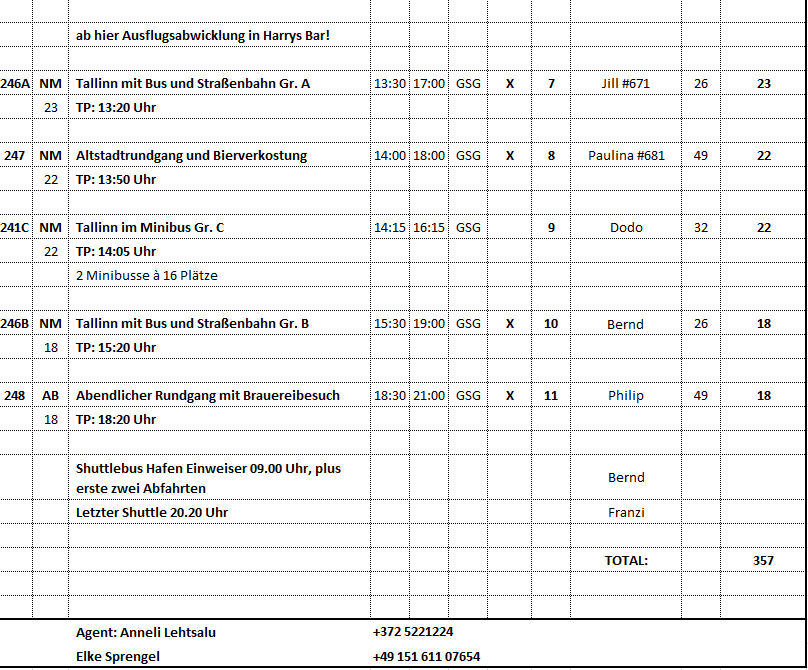 ab hier Ausflugsabwicklung in Harrys Bar!
246A NM Tallinn mit Bus und Straßenbahn Gr. A 13:30 17:00 GSG X 7 Jill #671 26 23
23 TP: 13:20 Uhr
247 NM Altstadtrundgang und Bierverkostung 14:00 18:00 GSG X 8 Paulina #681 49 22
22 TP: 13:50 Uhr
241C NM Tallinn im Minibus Gr. C 14:15 16:15 GSG 9 Dodo 32 22
22 TP: 14:05 Uhr
2 Minibusse à 16 Plätze
246B NM Tallinn mit Bus und Straßenbahn Gr. B 15:30 19:00 GSG X 10 Bernd 26 18
18 TP: 15:20 Uhr
248 AB Abendlicher Rundgang mit Brauereibesuch 18:30 21:00 GSG X 11 Philip 49 18
18 TP: 18:20 Uhr
Shuttlebus Hafen Einweiser 09.00 Uhr, plus
erste zwei Abfahrten Bernd
Letzter Shuttle 20.20 Uhr Franzi
TOTAL: 357
Agent: Anneli Lehtsalu +372 5221224
Elke Sprengel +49 151 611 07654